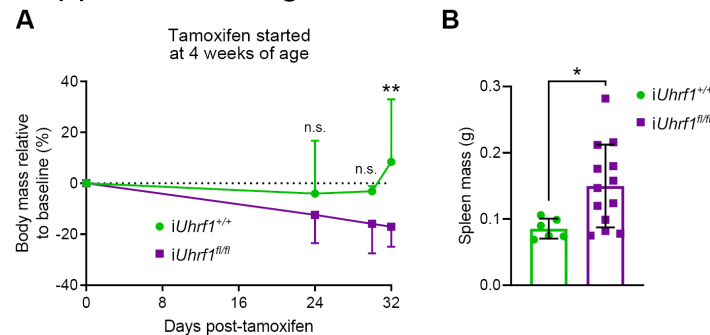 A
Tamoxifen started
at 4 weeks of age
Body mass relative
to baseline (%)
40
20
0
-20
-40
n.s.
n.s.
**
iUhrf1+/+
iUhrf1fl/fl
0 8 16 24 32
Days post-tamoxifen
B
Spleen mass (g)
0.3
0.2
0.1
0.0
*
iUhrf1+/+
iUhrf1fl/fl